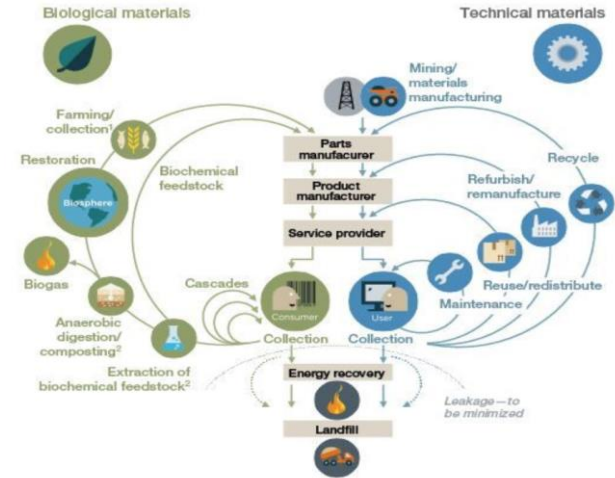 Biological materials
Technical materials
Mining/
materials
manufacturing
Farming/
collection¹
Parts
manufacurer
Recycle
Restoration
Biochemical
feedstock
Refurbish/
remanufacture
Product
manufacturer
Biosphere
Service provider
Biogas
Cascades
Reuse/redistribute
Maintenance
Consumer
User
Anaerobic
digestion/
composting²
Collection
Collection
Extraction of
biochemical feedstock²
Energy recovery
Leakage—to
be minimized
Landfill